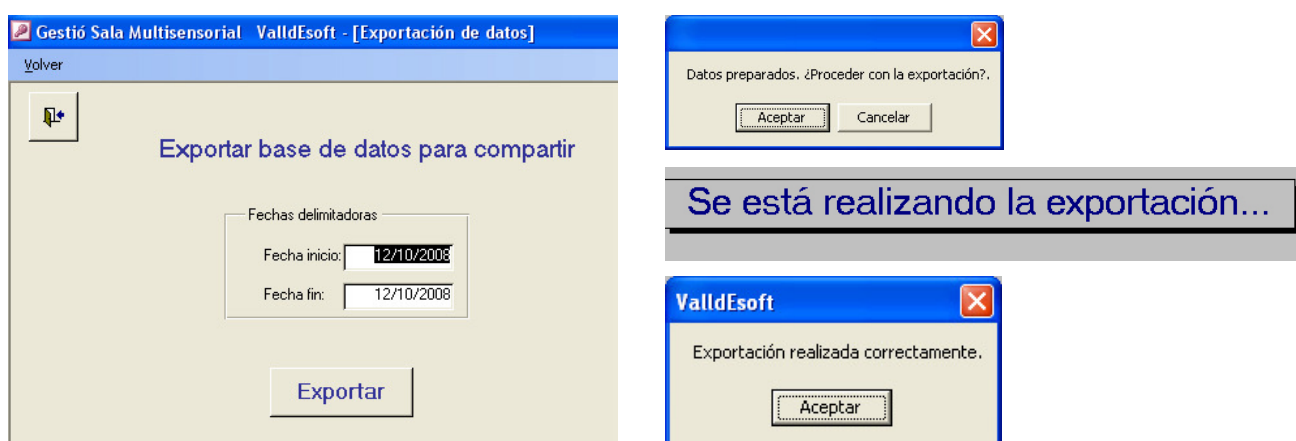 Gestió Sala Multisensorial ValldEsoft - [Exportación de datos]
Volver
Exportar base de datos para compartir
Fechas delimitadoras
Fecha inicio: 12/10/2008
Fecha fin: 12/10/2008
Exportar
Datos preparados. ¿Proceder con la exportación?.
Aceptar Cancelar
Se está realizando la exportación...
ValldEsoft
Exportación realizada correctamente.
Aceptar